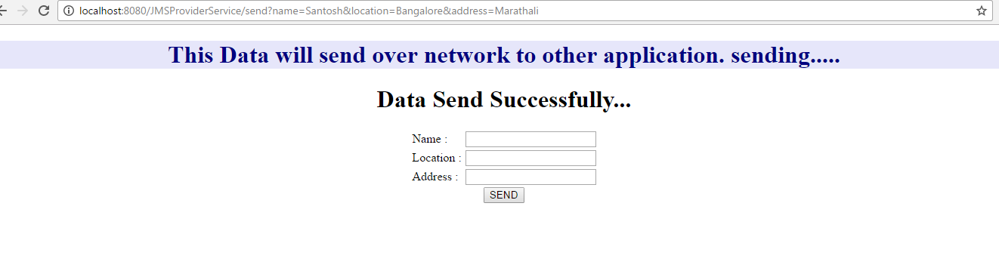 localhost:8080/JMSProviderService/send?name=Santosh&location=Bangalore&address=Marathali
This Data will send over network to other application. sending.....
Data Send Successfully...
Name :
Location :
Address :
SEND